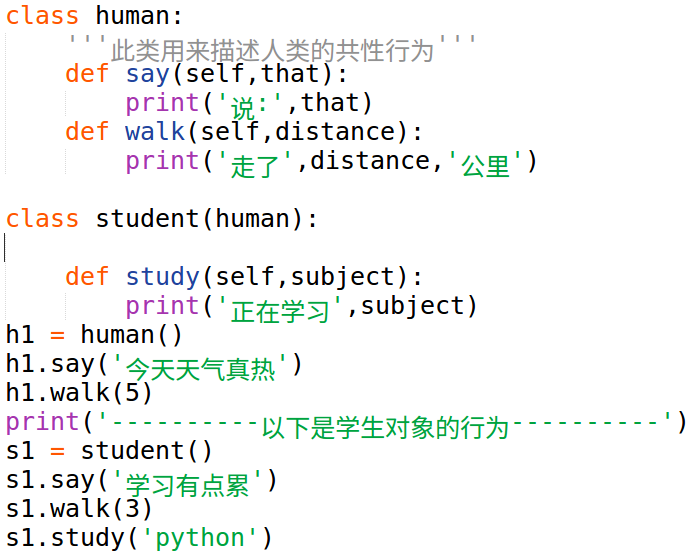 class human:
    '''此类用来描述人类的共性行为'''
    def say(self,that):
        print('说:',that)
    def walk(self,distance):
        print('走了',distance,'公里')
class student(human):
    def study(self,subject):
        print('正在学习',subject)
h1 = human()
h1.say('今天天气真热')
h1.walk(5)
print('----------以下是学生对象的行为----------')
s1 = student()
s1.say('学习有点累')
s1.walk(3)
s1.study('python')